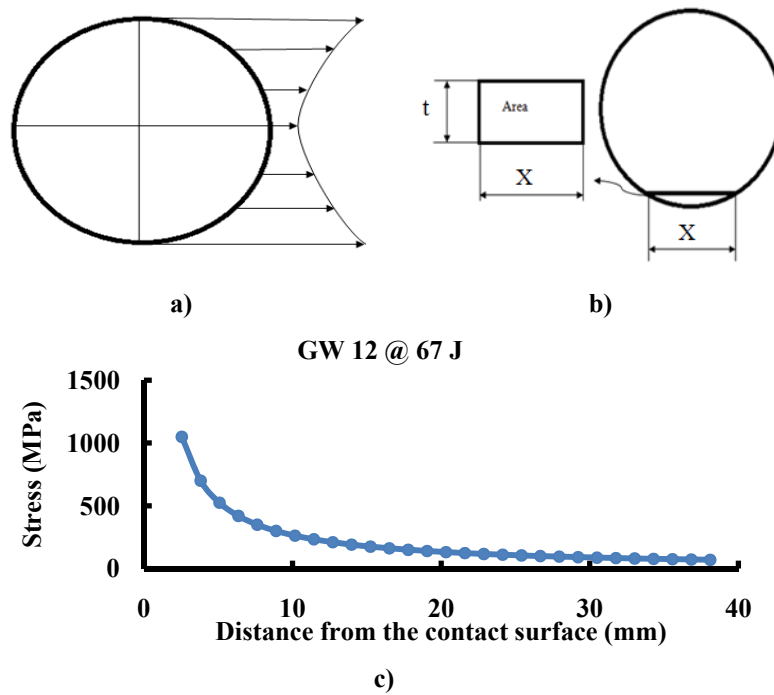 t
Area
X
X
a)
b)
GW 12 @ 67 J
Stress (MPa)
1500
1000
500
0
0 10 20 30 40
Distance from the contact surface (mm)
c)